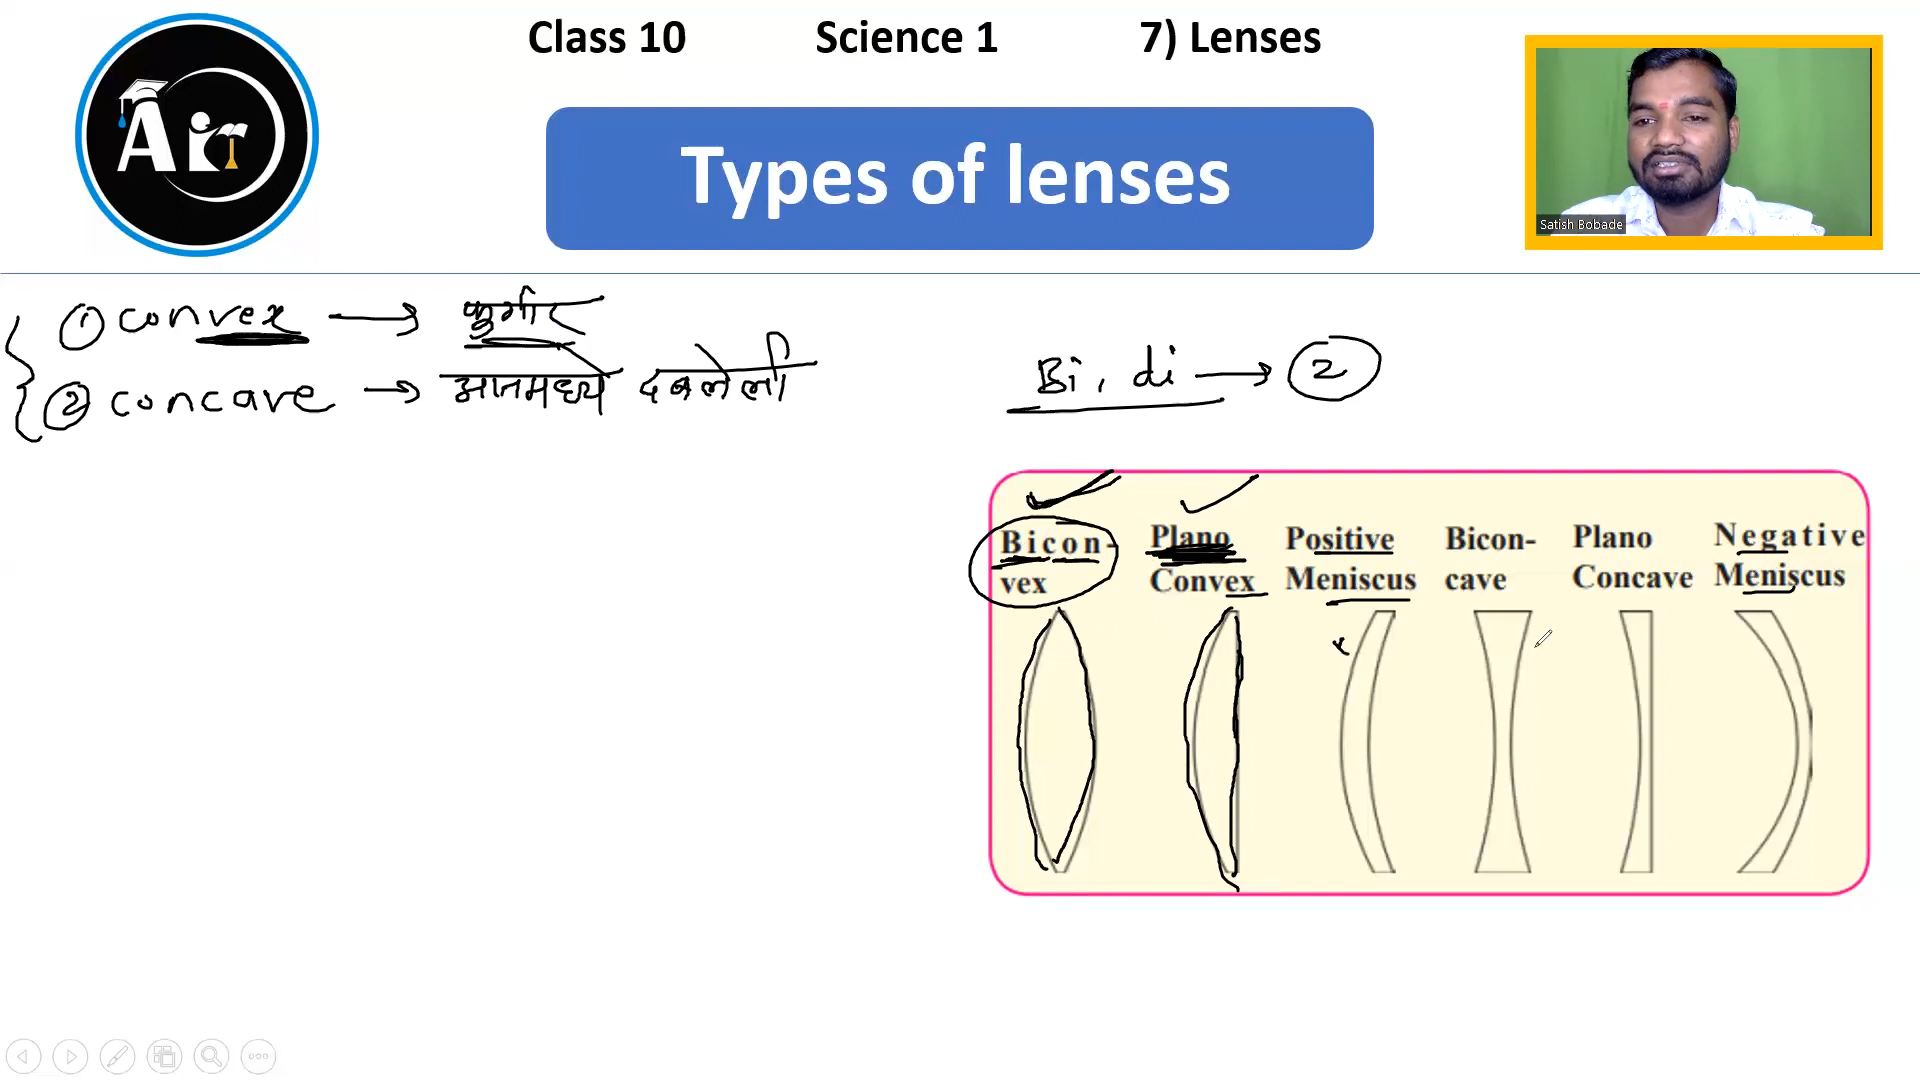 Class 10 Science 1 7) Lenses
Air
Types of lenses
Satish Bobade
① convex → फुगीर
② concave → आतमध्ये दबलेली
Bi, di → ②
Bicon-
vex
Plano
Convex
Positive
Meniscus
Bicon-
cave
Plano
Concave
Negative
Meniscus